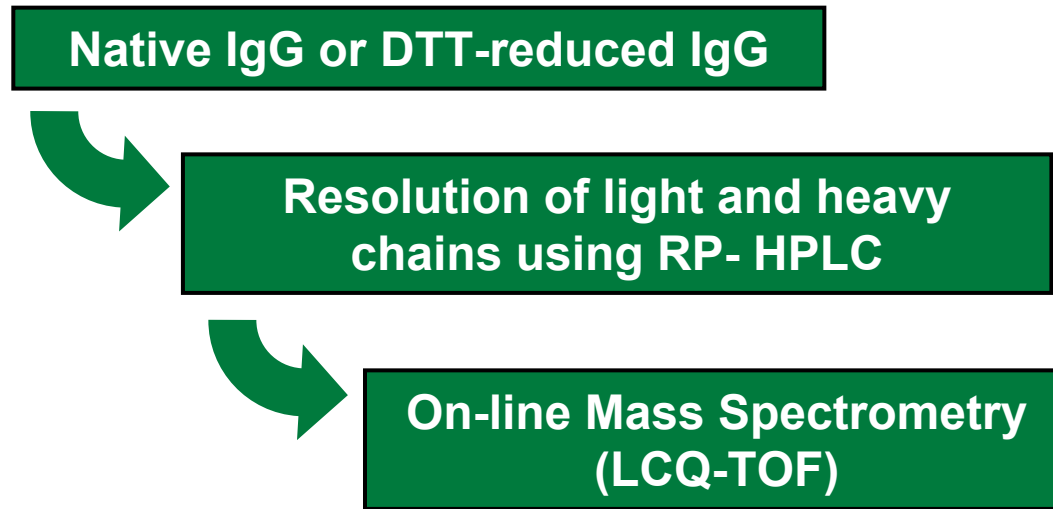 Native IgG or DTT-reduced IgG
Resolution of light and heavy
chains using RP- HPLC
On-line Mass Spectrometry
(LCQ-TOF)